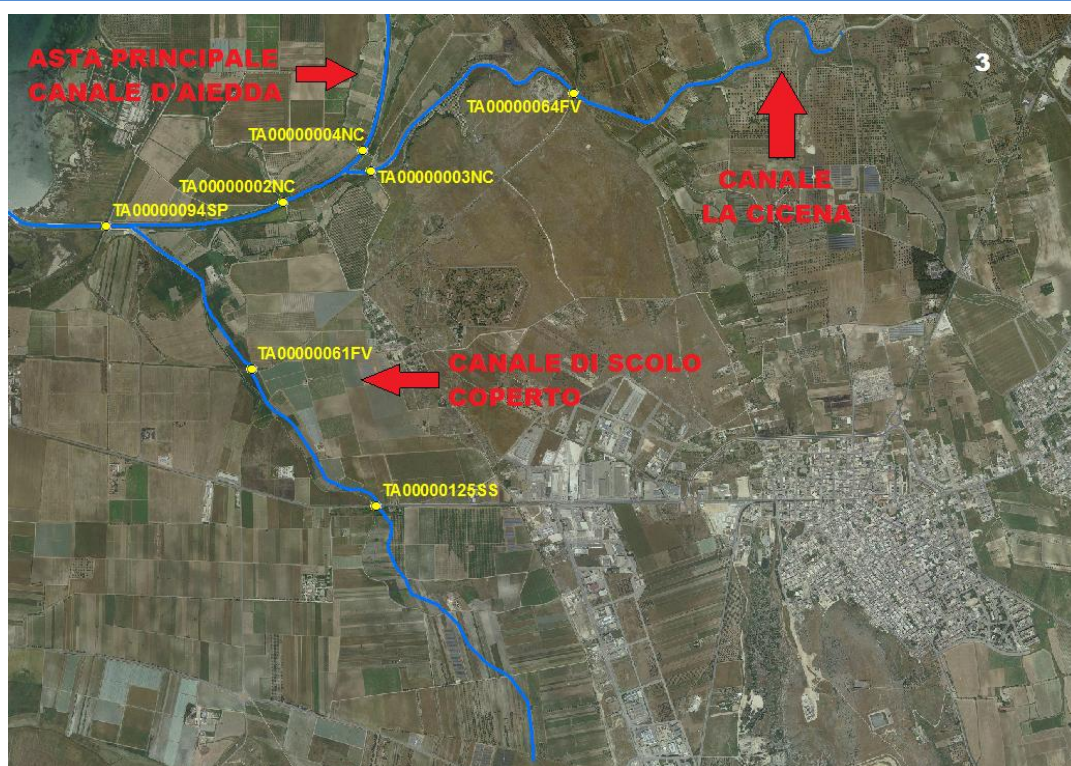 ASTA PRINCIPALE
CANALE D'AIEDDA
3
TA00000064FV
TA00000004NC
TA00000003NC
CANALE
LA CICENA
TA00000002NC
TA00000094SP
TA00000061FV
CANALE DI SCOLO
COPERTO
TA00000125SS